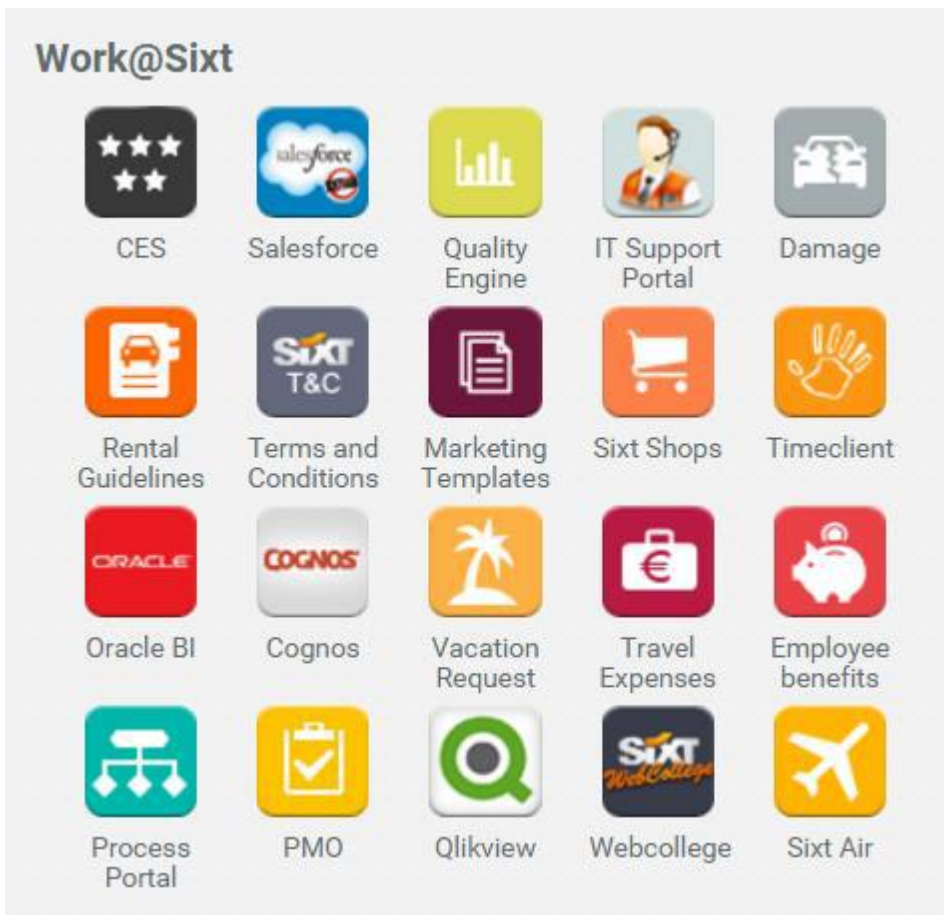 Work@Sixt
salesforce
CES
Salesforce
Quality
Engine
IT Support
Portal
Damage
SIXT
T&C
Rental
Guidelines
Terms and
Conditions
Marketing
Templates
Sixt Shops
Timeclient
ORACLE
COGNOS
€
Oracle BI
Cognos
Vacation
Request
Travel
Expenses
Employee
benefits
SIXT
WebCollege
Process
Portal
PMO
Qlikview
Webcollege
Sixt Air